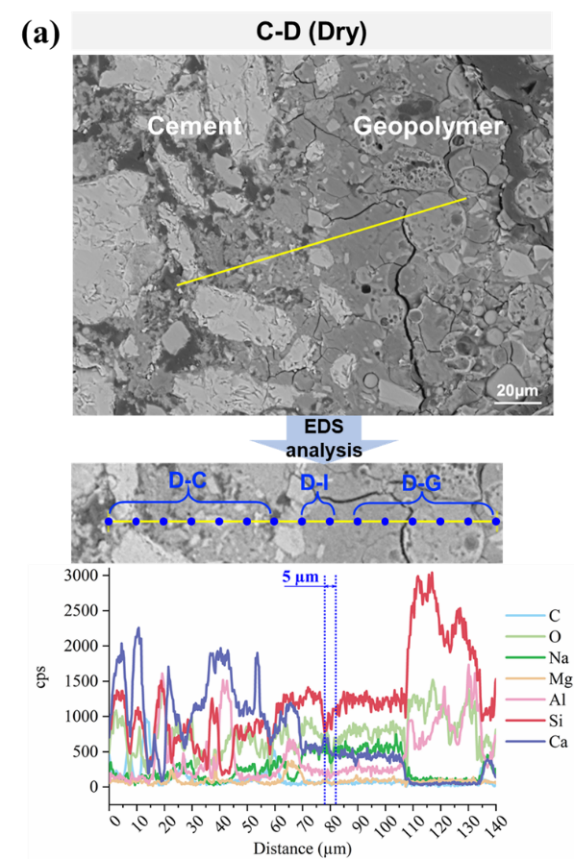 (a)
C-D (Dry)
Cement
Geopolymer
20μm
EDS
analysis
D-C
D-I
D-G
5 μm
3000
2500
2000
1500
1000
500
0
cps
C
O
Na
Mg
Al
Si
Ca
0 10 20 30 40 50 60 70 80 90 100 110 120 130 140
Distance (μm)